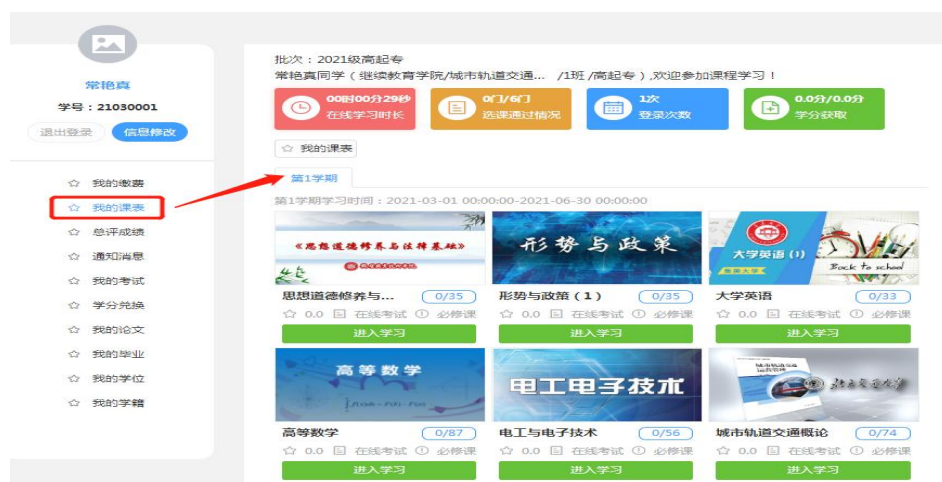 常艳真
学号：21030001
退出登录
信息修改
我的缴费
我的课表
总评成绩
通知消息
我的考试
学分兑换
我的论文
我的毕业
我的学位
我的学籍
批次：2021级高起专
常艳真同学（继续教育学院/城市轨道交通... /1班/高起专）,欢迎参加课程学习！
00时00分29秒
在线学习时长
0门/6门
选课通过情况
1次
登录次数
0.0分/0.0分
学分获取
我的课表
第1学期
第1学期学习时间：2021-03-01 00:00:00-2021-06-30 00:00:00
《思想道德修养与法律基础》
形势与政策
大学英语 (1)
Back to school
思想道德修养与... 0/35
形势与政策（1） 0/35
大学英语 0/33
0.0 在线考试 必修课
0.0 在线考试 必修课
0.0 在线考试 必修课
进入学习
进入学习
进入学习
高等数学
电工电子技术
高等数学 0/87
电工与电子技术 0/56
城市轨道交通概论 0/74
0.0 在线考试 必修课
0.0 在线考试 必修课
0.0 在线考试 必修课
进入学习
进入学习
进入学习